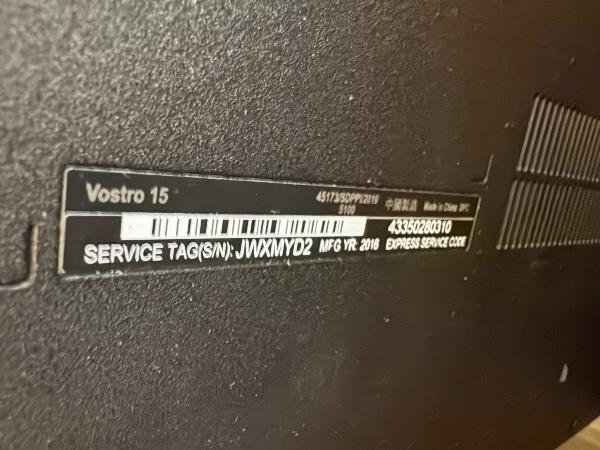 Vostro 15
45173/SDPPI/2016
5100
中國製造 Made in China DPC
43350280310
SERVICE TAG(S/N): JWXMYD2 MFG YR: 2016 EXPRESS SERVICE CODE